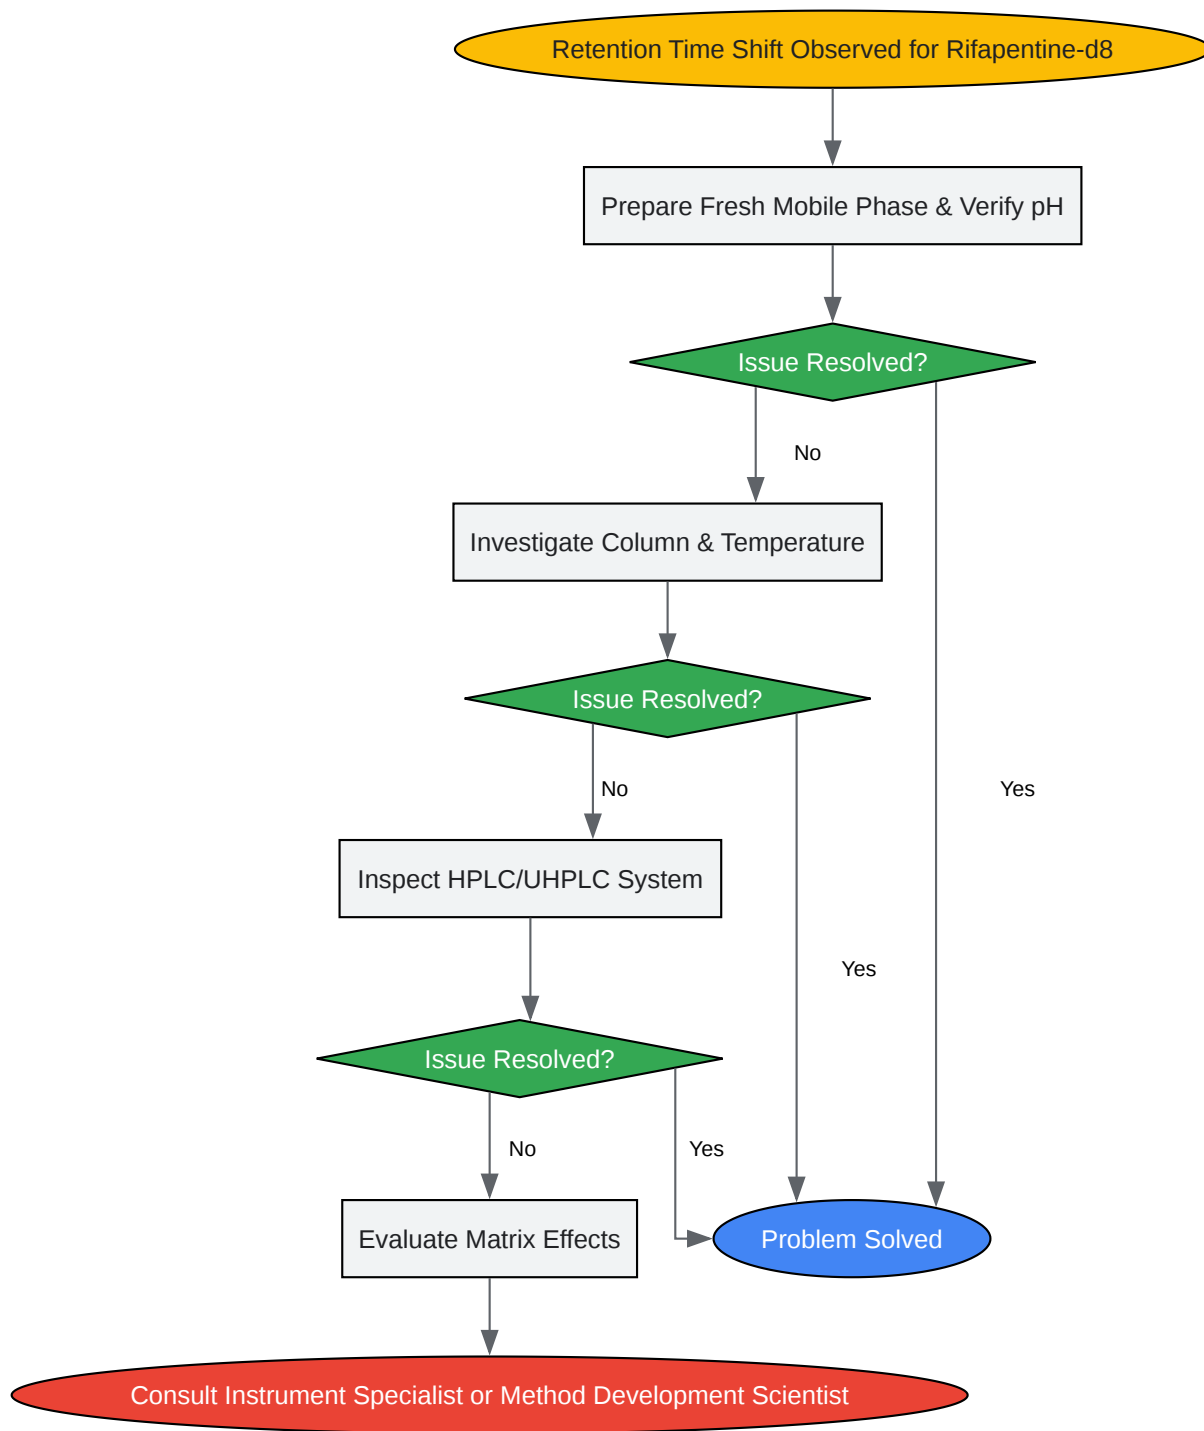 Retention Time Shift Observed for Rifapentine-d8
Prepare Fresh Mobile Phase & Verify pH
Issue Resolved?
No
Investigate Column & Temperature
Issue Resolved?
No
Yes
Inspect HPLC/UHPLC System
Yes
Issue Resolved?
No
Yes
Evaluate Matrix Effects
Problem Solved
Consult Instrument Specialist or Method Development Scientist